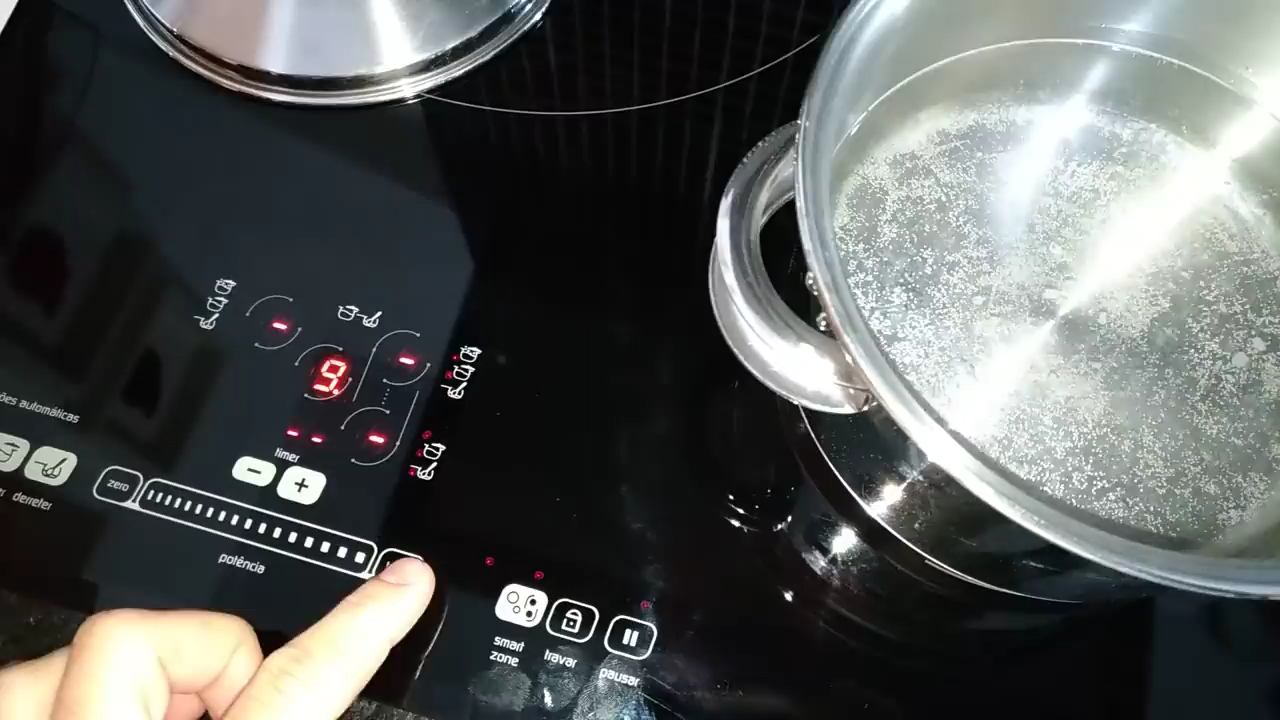 9.
timer
- +
ões automáticas
derreter
zero
potência
smart
zone
travar
pausar